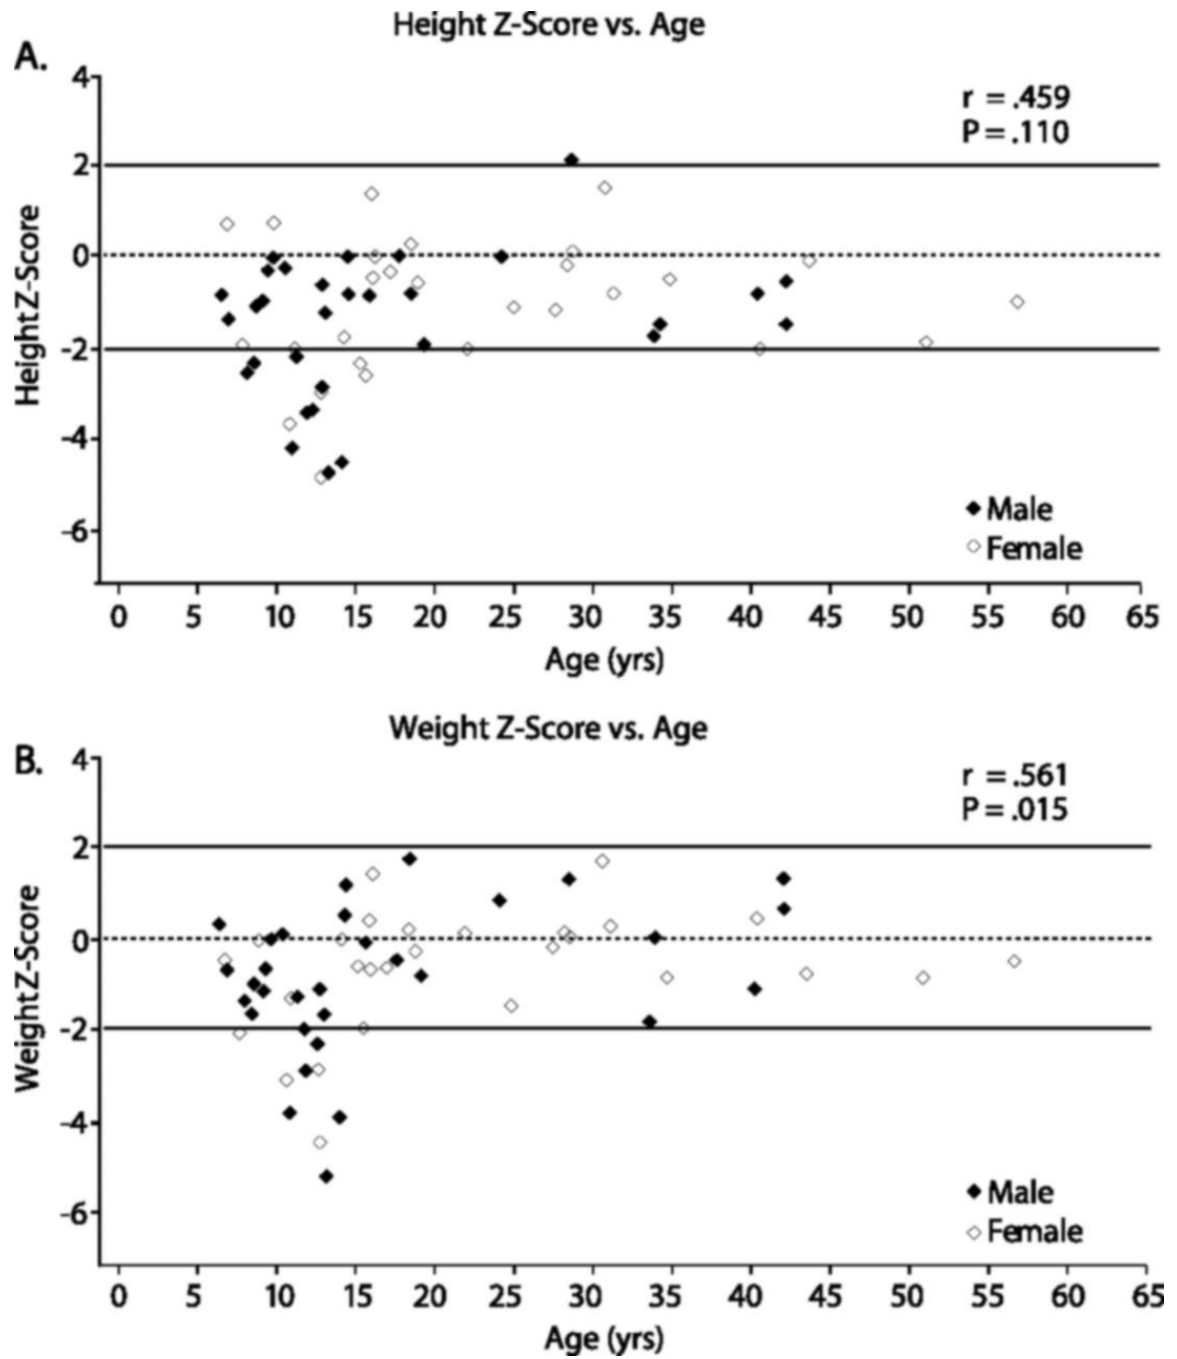 Height Z-Score vs. Age
A.
4
r = .459
P = .110
2
0
-2
-4
-6
Height Z-Score
Male
Female
0 5 10 15 20 25 30 35 40 45 50 55 60 65
Age (yrs)
Weight Z-Score vs. Age
B.
4
r = .561
P = .015
2
0
-2
-4
-6
Weight Z-Score
Male
Female
0 5 10 15 20 25 30 35 40 45 50 55 60 65
Age (yrs)